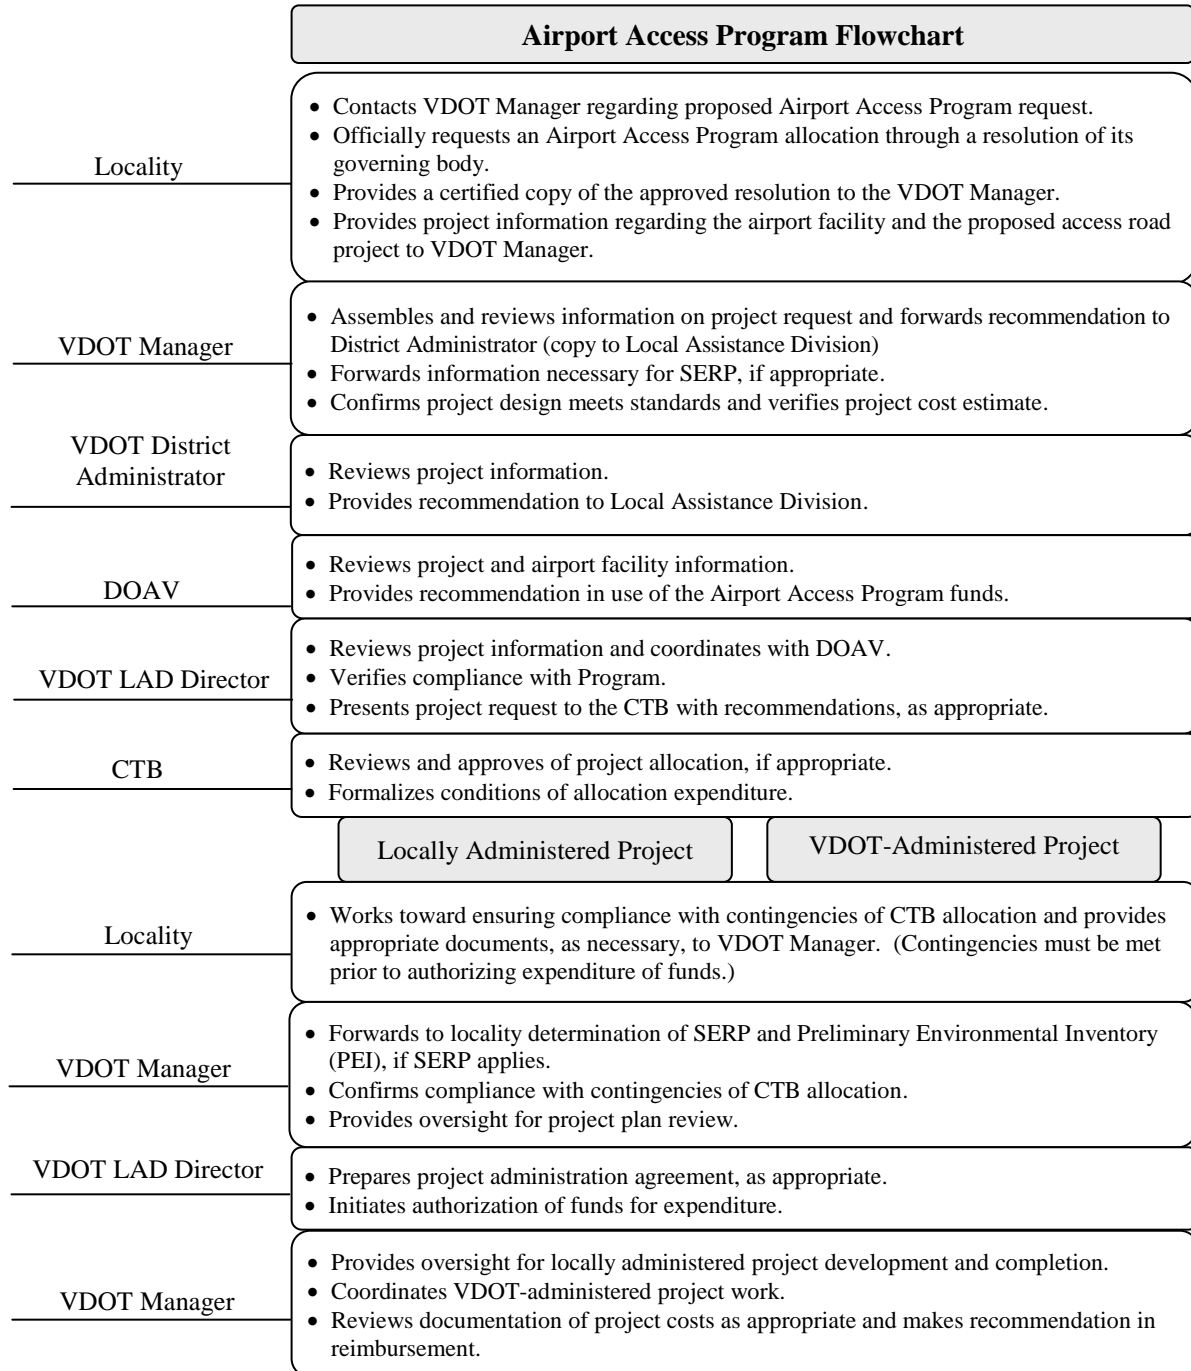 Airport Access Program Flowchart
Locality
• Contacts VDOT Manager regarding proposed Airport Access Program request.
• Officially requests an Airport Access Program allocation through a resolution of its
governing body.
• Provides a certified copy of the approved resolution to the VDOT Manager.
• Provides project information regarding the airport facility and the proposed access road
project to VDOT Manager.
VDOT Manager
• Assembles and reviews information on project request and forwards recommendation to
District Administrator (copy to Local Assistance Division)
• Forwards information necessary for SERP, if appropriate.
• Confirms project design meets standards and verifies project cost estimate.
VDOT District
Administrator
• Reviews project information.
• Provides recommendation to Local Assistance Division.
DOAV
• Reviews project and airport facility information.
• Provides recommendation in use of the Airport Access Program funds.
VDOT LAD Director
• Reviews project information and coordinates with DOAV.
• Verifies compliance with Program.
• Presents project request to the CTB with recommendations, as appropriate.
CTB
• Reviews and approves of project allocation, if appropriate.
• Formalizes conditions of allocation expenditure.
Locally Administered Project
VDOT-Administered Project
Locality
• Works toward ensuring compliance with contingencies of CTB allocation and provides
appropriate documents, as necessary, to VDOT Manager.  (Contingencies must be met
prior to authorizing expenditure of funds.)
VDOT Manager
• Forwards to locality determination of SERP and Preliminary Environmental Inventory
(PEI), if SERP applies.
• Confirms compliance with contingencies of CTB allocation.
• Provides oversight for project plan review.
VDOT LAD Director
• Prepares project administration agreement, as appropriate.
• Initiates authorization of funds for expenditure.
VDOT Manager
• Provides oversight for locally administered project development and completion.
• Coordinates VDOT-administered project work.
• Reviews documentation of project costs as appropriate and makes recommendation in
reimbursement.